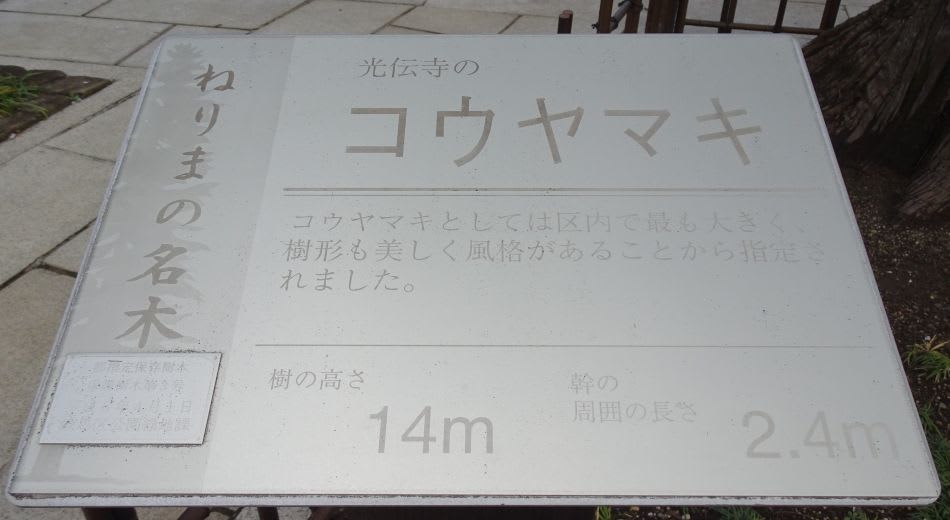 ねりまの名木
光伝寺の
コウヤマキ
コウヤマキとしては区内で最も大きく、
樹形も美しく風格があることから指定さ
れました。
樹の高さ
14m
幹の
周囲の長さ
2.4m